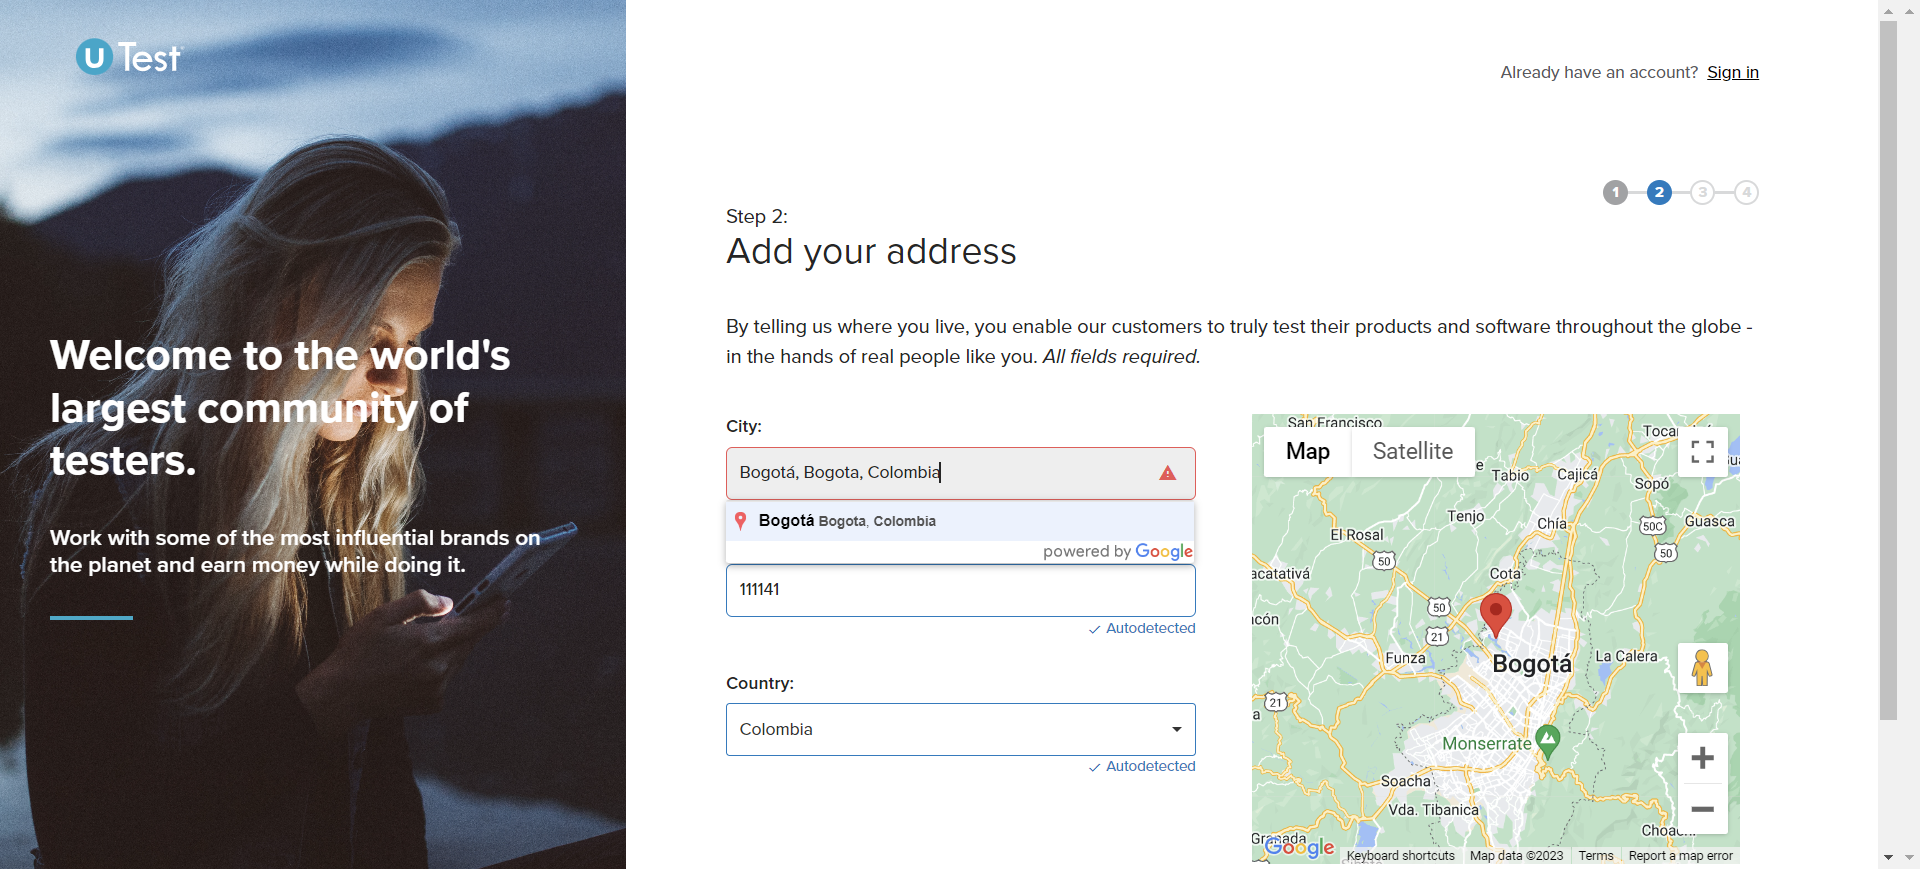 U Test
Already have an account? Sign in
1 2 3 4
Step 2:
Add your address
By telling us where you live, you enable our customers to truly test their products and software throughout the globe -
in the hands of real people like you. All fields required.
Welcome to the world's
largest community of
testers.
Work with some of the most influential brands on
the planet and earn money while doing it.
City:
Bogotá, Bogota, Colombia
Bogotá Bogota, Colombia
powered by Google
111141
Autodetected
Country:
Colombia
Autodetected
San Francisco
Map Satellite
Tabio
Cajicá
Sopó
Tenjo
Chía
50C
Guasca
El Rosal
50
50
Cota
50
21
Funza
Bogotá
La Calera
21
Monserrate
Soacha
Vda. Tibanica
Google
Keyboard shortcuts
Map data ©2023
Terms
Report a map error